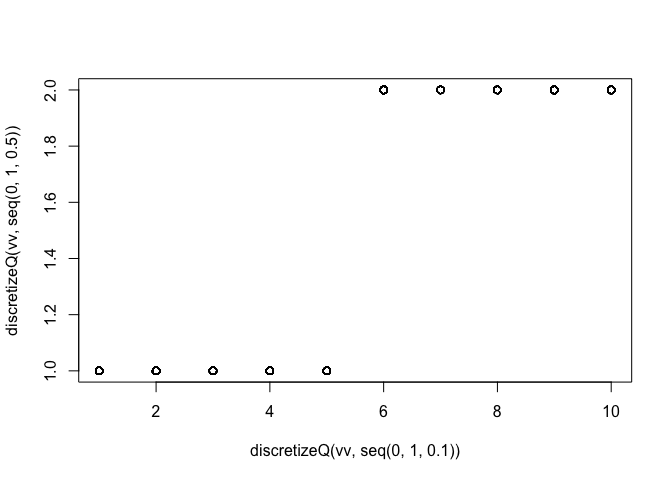 discretizeQ(vv, seq(0, 1, 0.5))
2.0
1.8
1.6
1.4
1.2
1.0
2 4 6 8 10
discretizeQ(vv, seq(0, 1, 0.1))